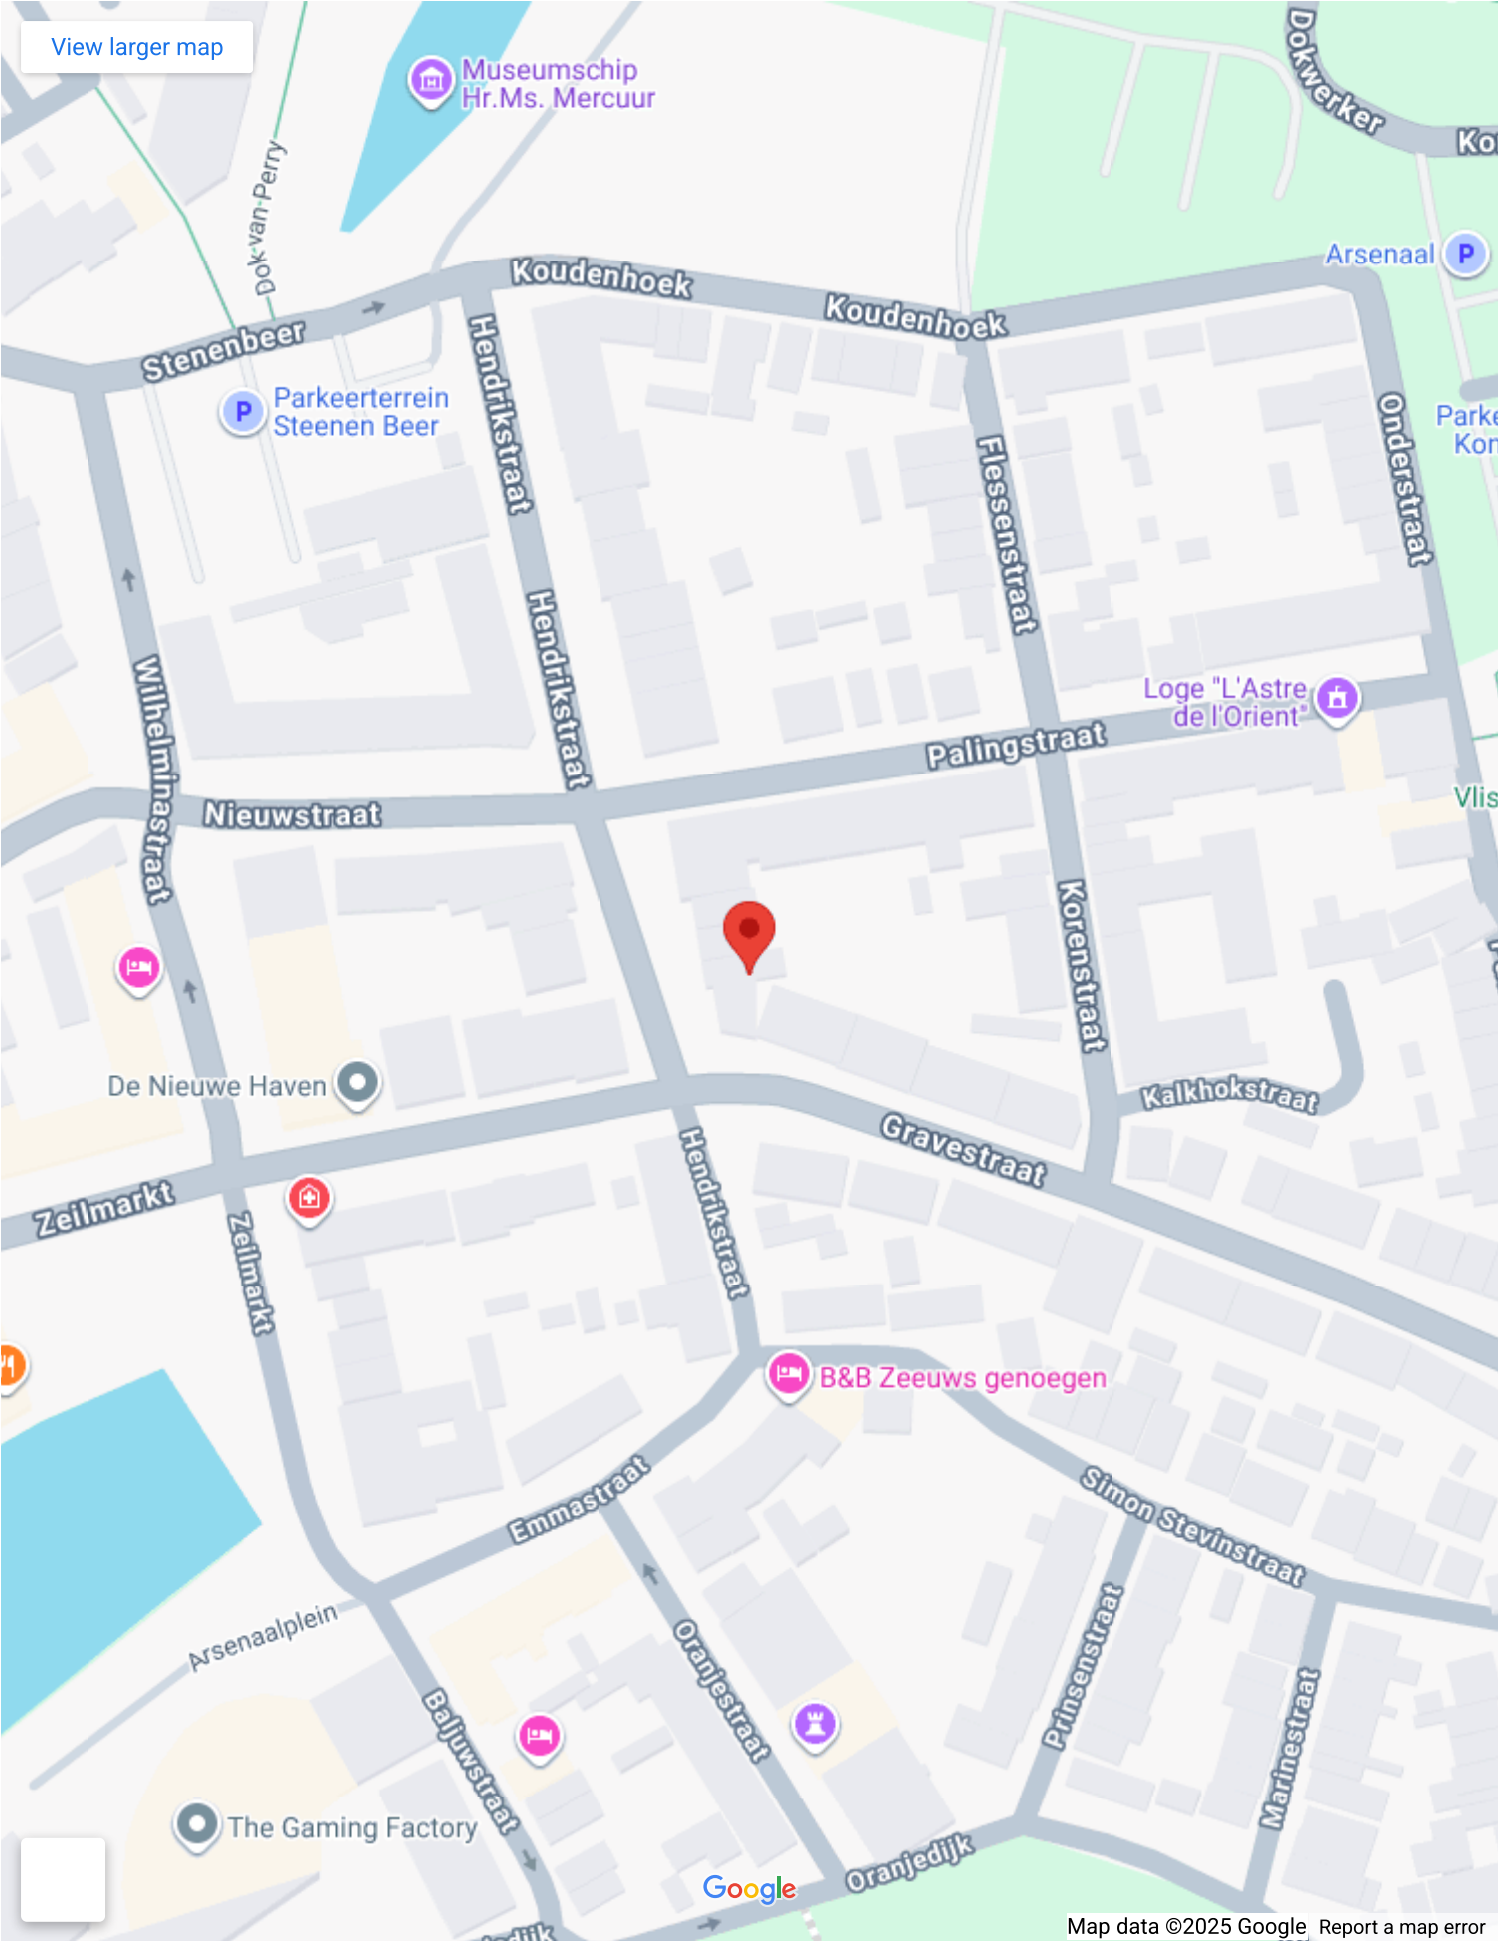 View larger map
Museumschip
Hr.Ms. Mercuur
Dokwerker
Dok-van-Perry
Arsenaal
P
Koudenhoek
Koudenhoek
Stenenbeer
Hendrikstraat
Parkeerterrein
Steenen Beer
P
Flessenstraat
Onderstraat
Hendrikstraat
Wilhelminastraat
Loge "L'Astre
de l'Orient"
Palingstraat
Nieuwstraat
Korenstraat
De Nieuwe Haven
Kalkhokstraat
Gravestraat
Hendrikstraat
Zeilmarkt
Zeilmarkt
B&B Zeeuws genoegen
Emmastraat
Simon Stevinstraat
Arsenaalplein
Oranjestraat
Prinsenstraat
Marinestraat
Baljuwstraat
The Gaming Factory
Oranjedijk
Google
Map data ©2025 Google
Report a map error